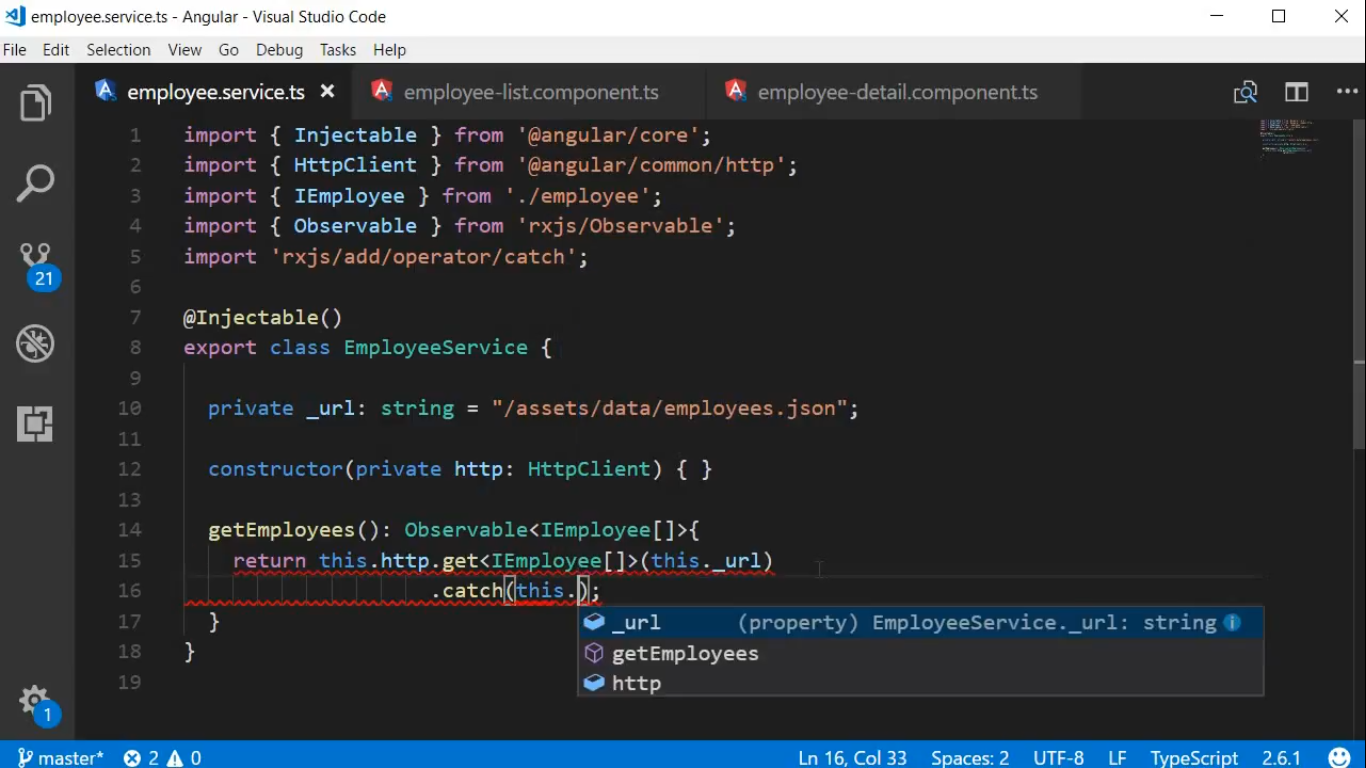 employee.service.ts - Angular - Visual Studio Code
File Edit Selection View Go Debug Tasks Help
employee.service.ts employee-list.component.ts employee-detail.component.ts
1 import { Injectable } from '@angular/core';
2 import { HttpClient } from '@angular/common/http';
3 import { IEmployee } from './employee';
4 import { Observable } from 'rxjs/Observable';
5 import 'rxjs/add/operator/catch';
6
7 @Injectable()
8 export class EmployeeService {
9
10 private _url: string = "/assets/data/employees.json";
11
12 constructor(private http: HttpClient) { }
13
14 getEmployees(): Observable<IEmployee[]>{
15 return this.http.get<IEmployee[]>(this._url)
16 .catch(this.);
17 }
_url (property) EmployeeService._url: string
18 }
getEmployees
19
http
21
1
master* 2 0 Ln 16, Col 33 Spaces: 2 UTF-8 LF TypeScript 2.6.1